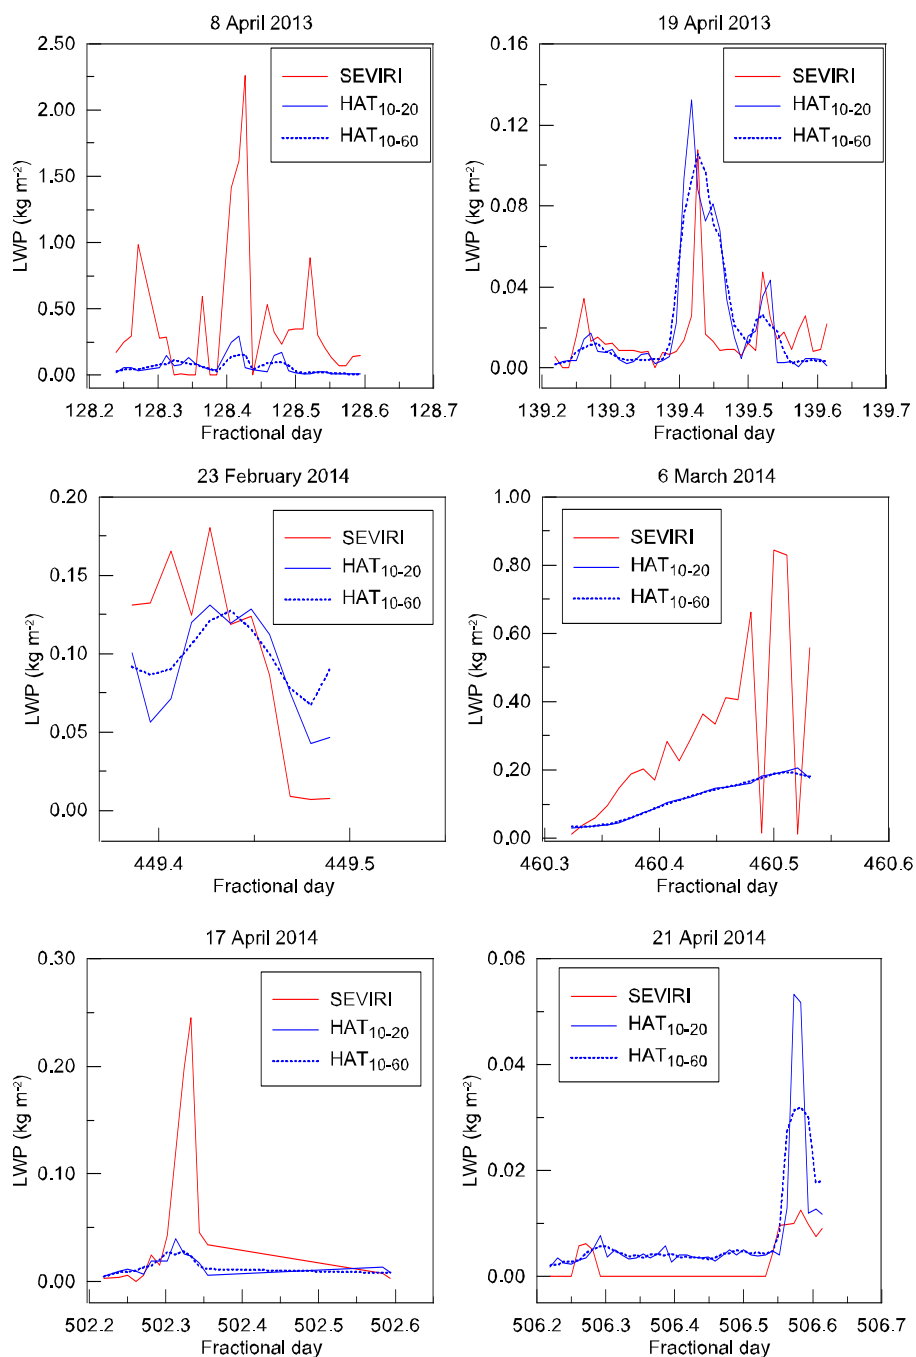 8 April 2013
2.50
2.00
1.50
1.00
0.50
0.00
LWP (kg m-2)
SEVIRI
HAT10-20
HAT10-60
128.2 128.3 128.4 128.5 128.6 128.7
Fractional day
19 April 2013
0.16
0.12
0.08
0.04
0.00
LWP (kg m-2)
SEVIRI
HAT10-20
HAT10-60
139.2 139.3 139.4 139.5 139.6 139.7
Fractional day
23 February 2014
0.20
0.15
0.10
0.05
0.00
LWP (kg m-2)
SEVIRI
HAT10-20
HAT10-60
449.4 449.5
Fractional day
6 March 2014
1.00
0.80
0.60
0.40
0.20
0.00
LWP (kg m-2)
SEVIRI
HAT10-20
HAT10-60
460.3 460.4 460.5 460.6
Fractional day
17 April 2014
0.30
0.20
0.10
0.00
LWP (kg m-2)
SEVIRI
HAT10-20
HAT10-60
502.2 502.3 502.4 502.5 502.6
Fractional day
21 April 2014
0.06
0.04
0.02
0.00
LWP (kg m-2)
SEVIRI
HAT10-20
HAT10-60
506.2 506.3 506.4 506.5 506.6 506.7
Fractional day